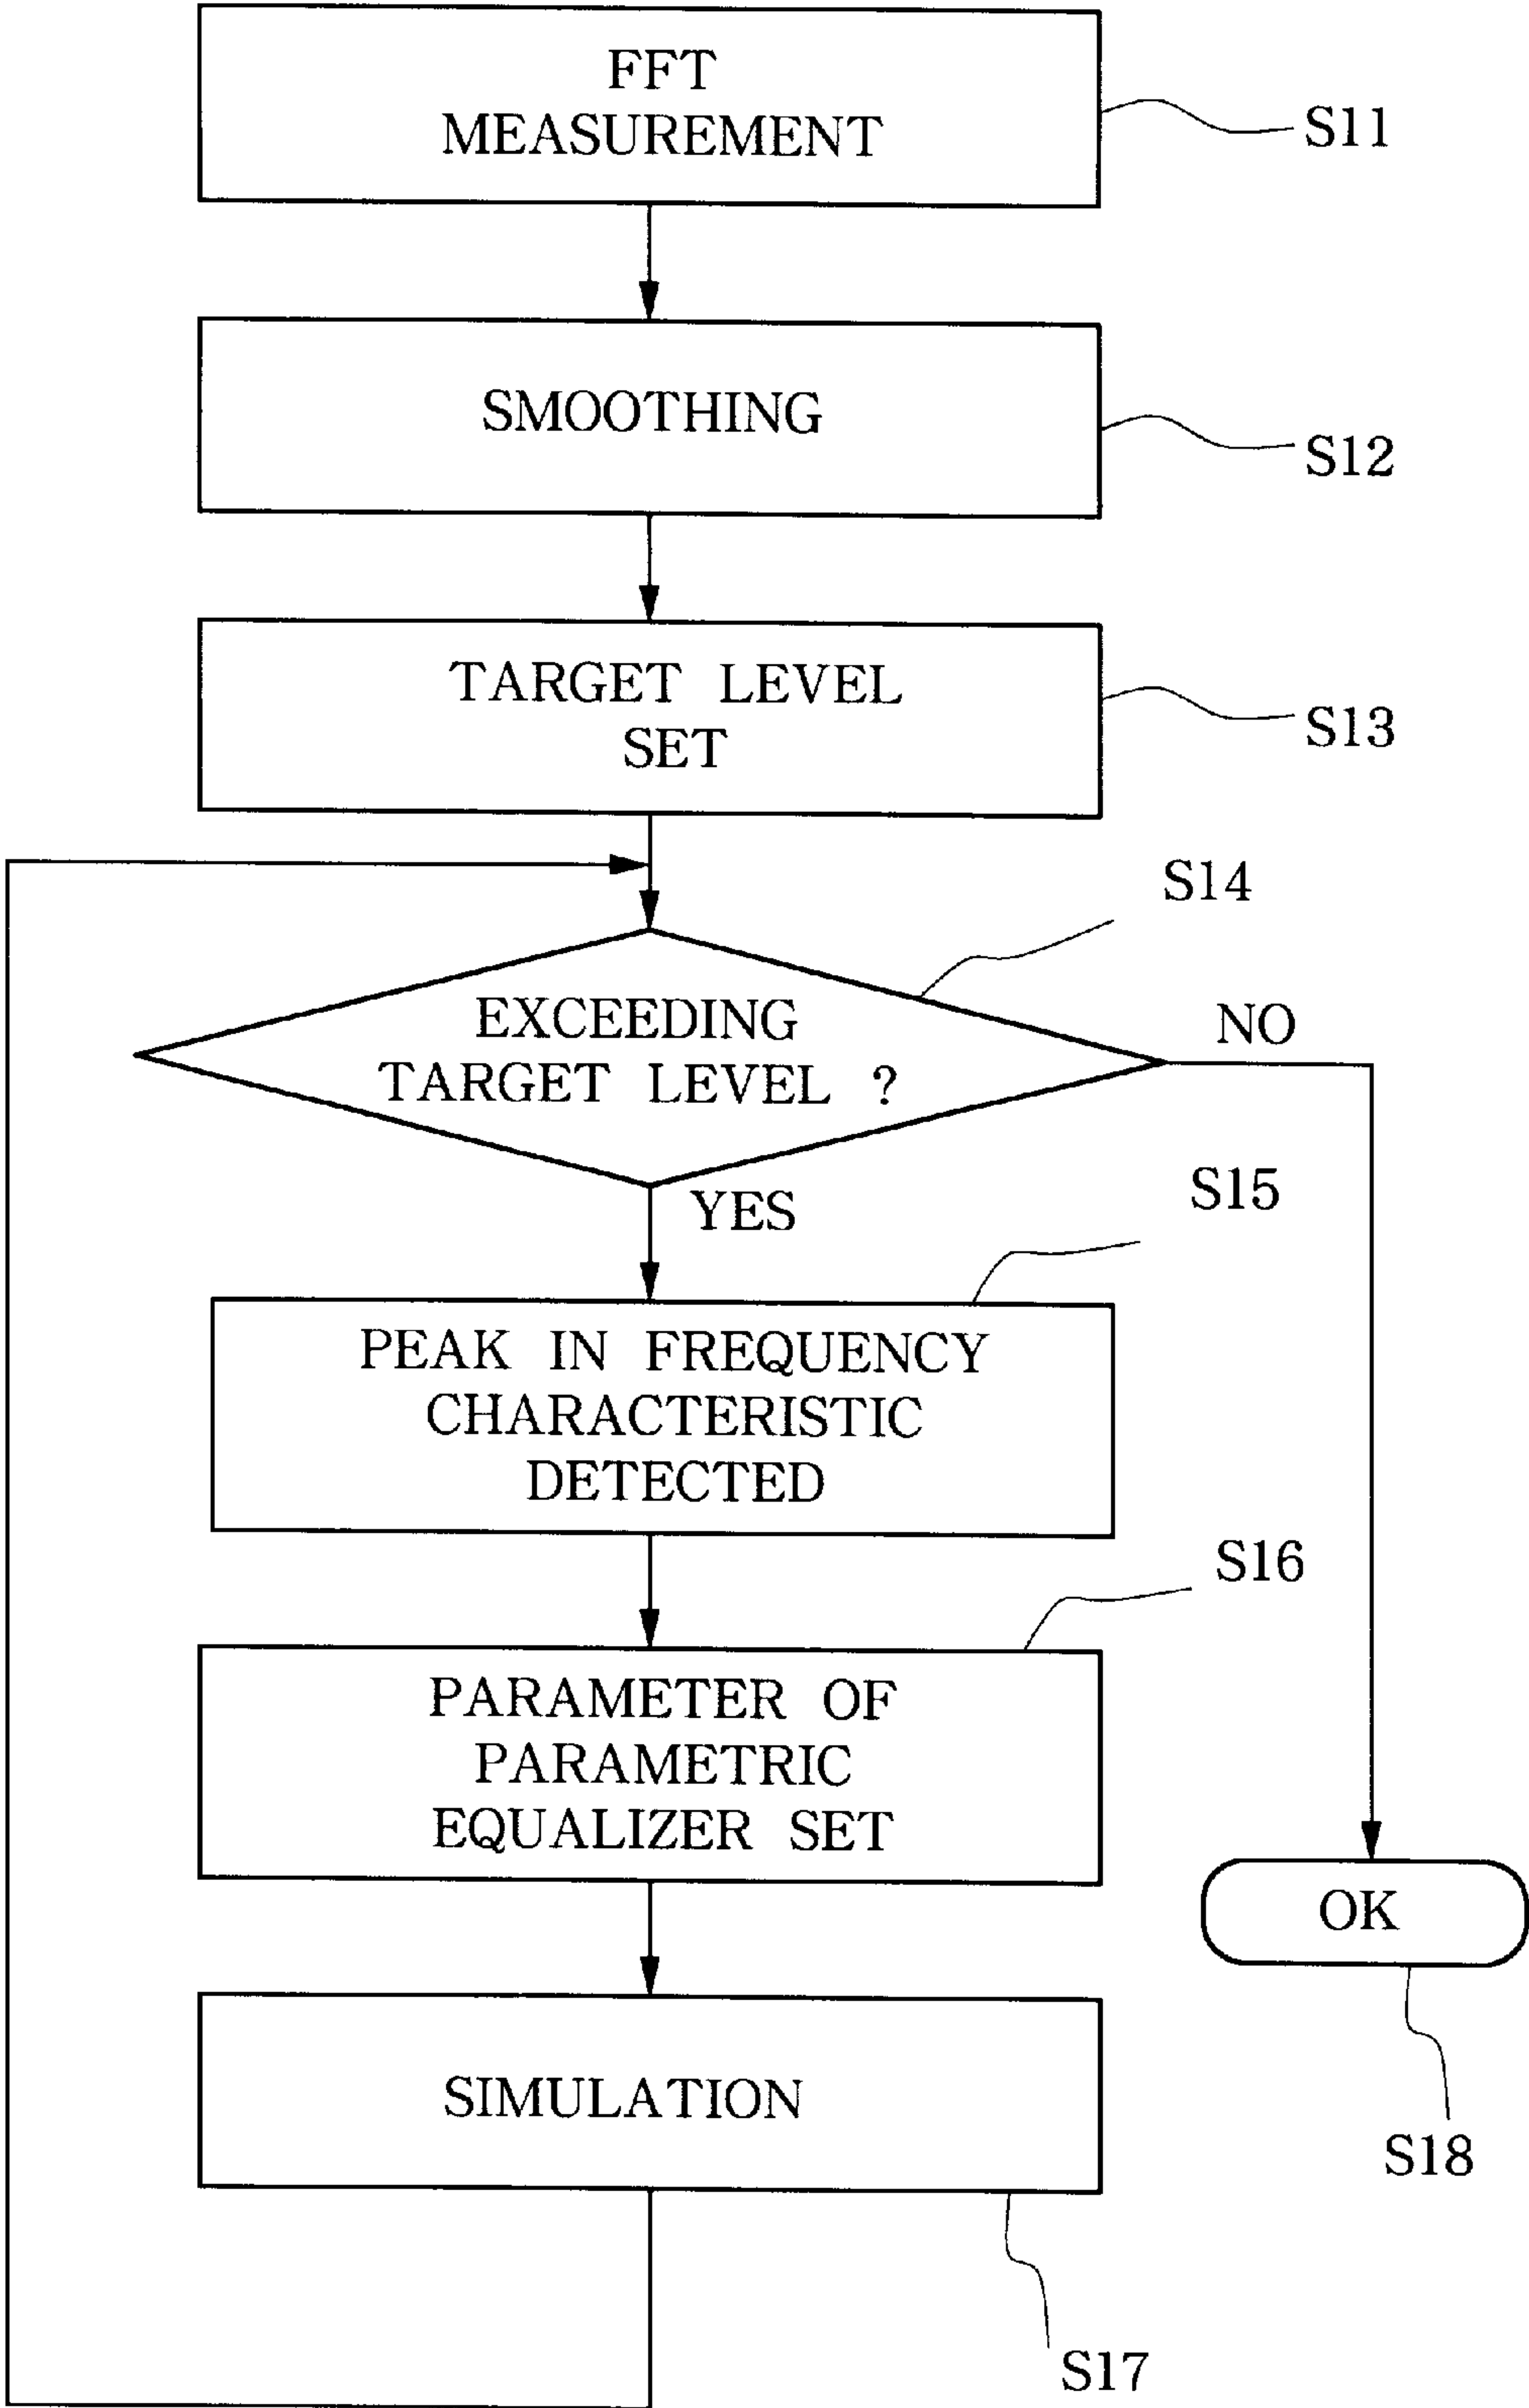 FFT
MEASUREMENT
S11
SMOOTHING
S12
TARGET LEVEL
SET
S13
S14
EXCEEDING
TARGET LEVEL ?
NO
YES
S15
PEAK IN FREQUENCY
CHARACTERISTIC
DETECTED
S16
PARAMETER OF
PARAMETRIC
EQUALIZER SET
OK
SIMULATION
S18
S17